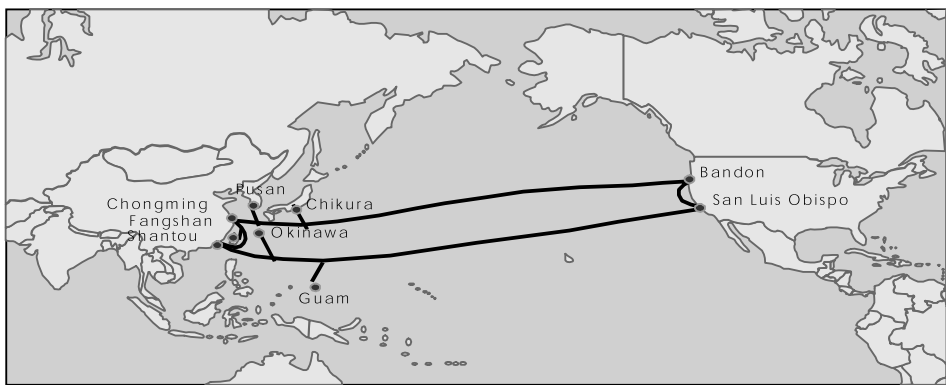 Pusan
Bandon
Chongming
Chikura
San Luis Obispo
Fangshan
Okinawa
Shantou
Guam